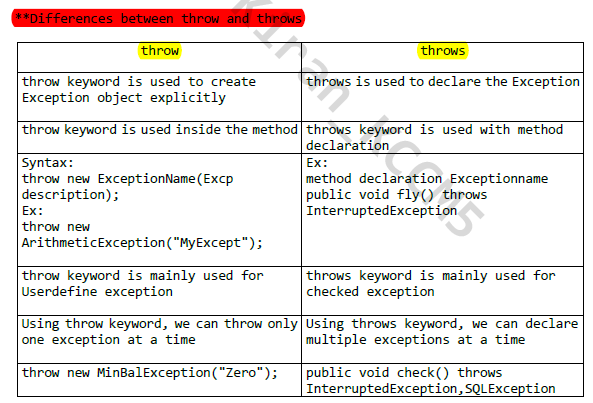 **Differences between throw and throws
throw
throws
throw keyword is used to create
Exception object explicitly
throws is used to declare the Exception
throw keyword is used inside the method
throws keyword is used with method
declaration
Syntax:
throw new ExceptionName(Excp
description);
Ex:
throw new
ArithmeticException("MyExcept");
Ex:
method declaration Exceptionname
public void fly() throws
InterruptedException
throw keyword is mainly used for
Userdefine exception
throws keyword is mainly used for
checked exception
Using throw keyword, we can throw only
one exception at a time
Using throws keyword, we can declare
multiple exceptions at a time
throw new MinBalException("Zero");
public void check() throws
InterruptedException,SQLException
Kiran_KCCM5